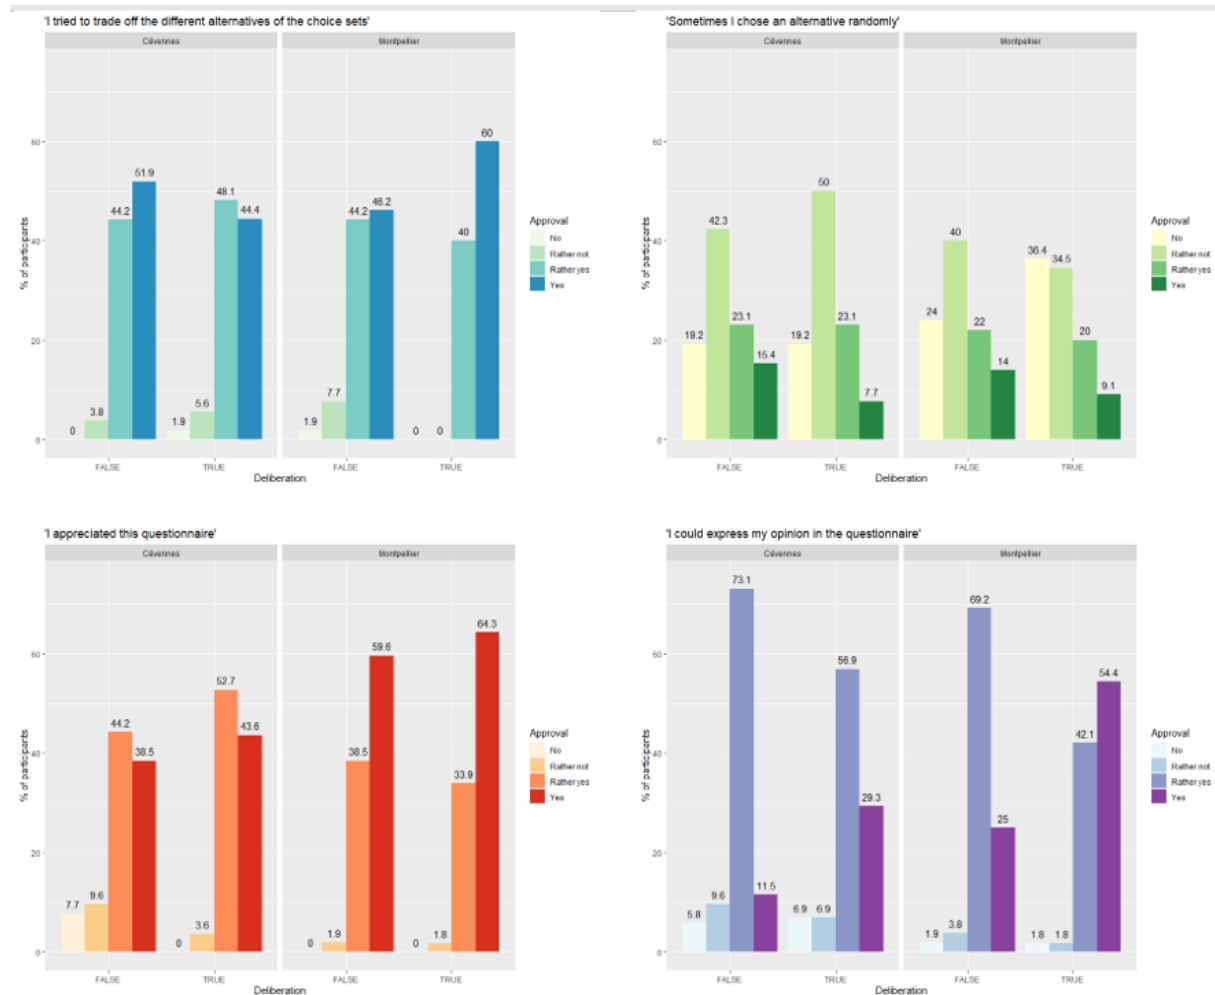 'I tried to trade off the different alternatives of the choice sets'
Cévennes
Montpellier
% of participants
60
40
20
0
0
3.8
44.2
51.9
1.9
5.6
48.1
44.4
1.9
7.7
44.2
46.2
0
0
40
60
FALSE
TRUE
FALSE
TRUE
Deliberation
Approval
No
Rather not
Rather yes
Yes
'Sometimes I chose an alternative randomly'
Cévennes
Montpellier
% of participants
60
40
20
0
19.2
42.3
23.1
15.4
19.2
50
23.1
7.7
24
40
22
14
36.4
34.5
20
9.1
FALSE
TRUE
FALSE
TRUE
Deliberation
Approval
No
Rather not
Rather yes
Yes
'I appreciated this questionnaire'
Cévennes
Montpellier
% of participants
60
40
20
0
7.7
9.6
44.2
38.5
0
3.6
52.7
43.6
0
1.9
38.5
59.6
0
1.8
33.9
64.3
FALSE
TRUE
FALSE
TRUE
Deliberation
Approval
No
Rather not
Rather yes
Yes
'I could express my opinion in the questionnaire'
Cévennes
Montpellier
% of participants
60
40
20
0
5.8
9.6
73.1
11.5
6.9
6.9
56.9
29.3
1.9
3.8
69.2
25
1.8
1.8
42.1
54.4
FALSE
TRUE
FALSE
TRUE
Deliberation
Approval
No
Rather not
Rather yes
Yes